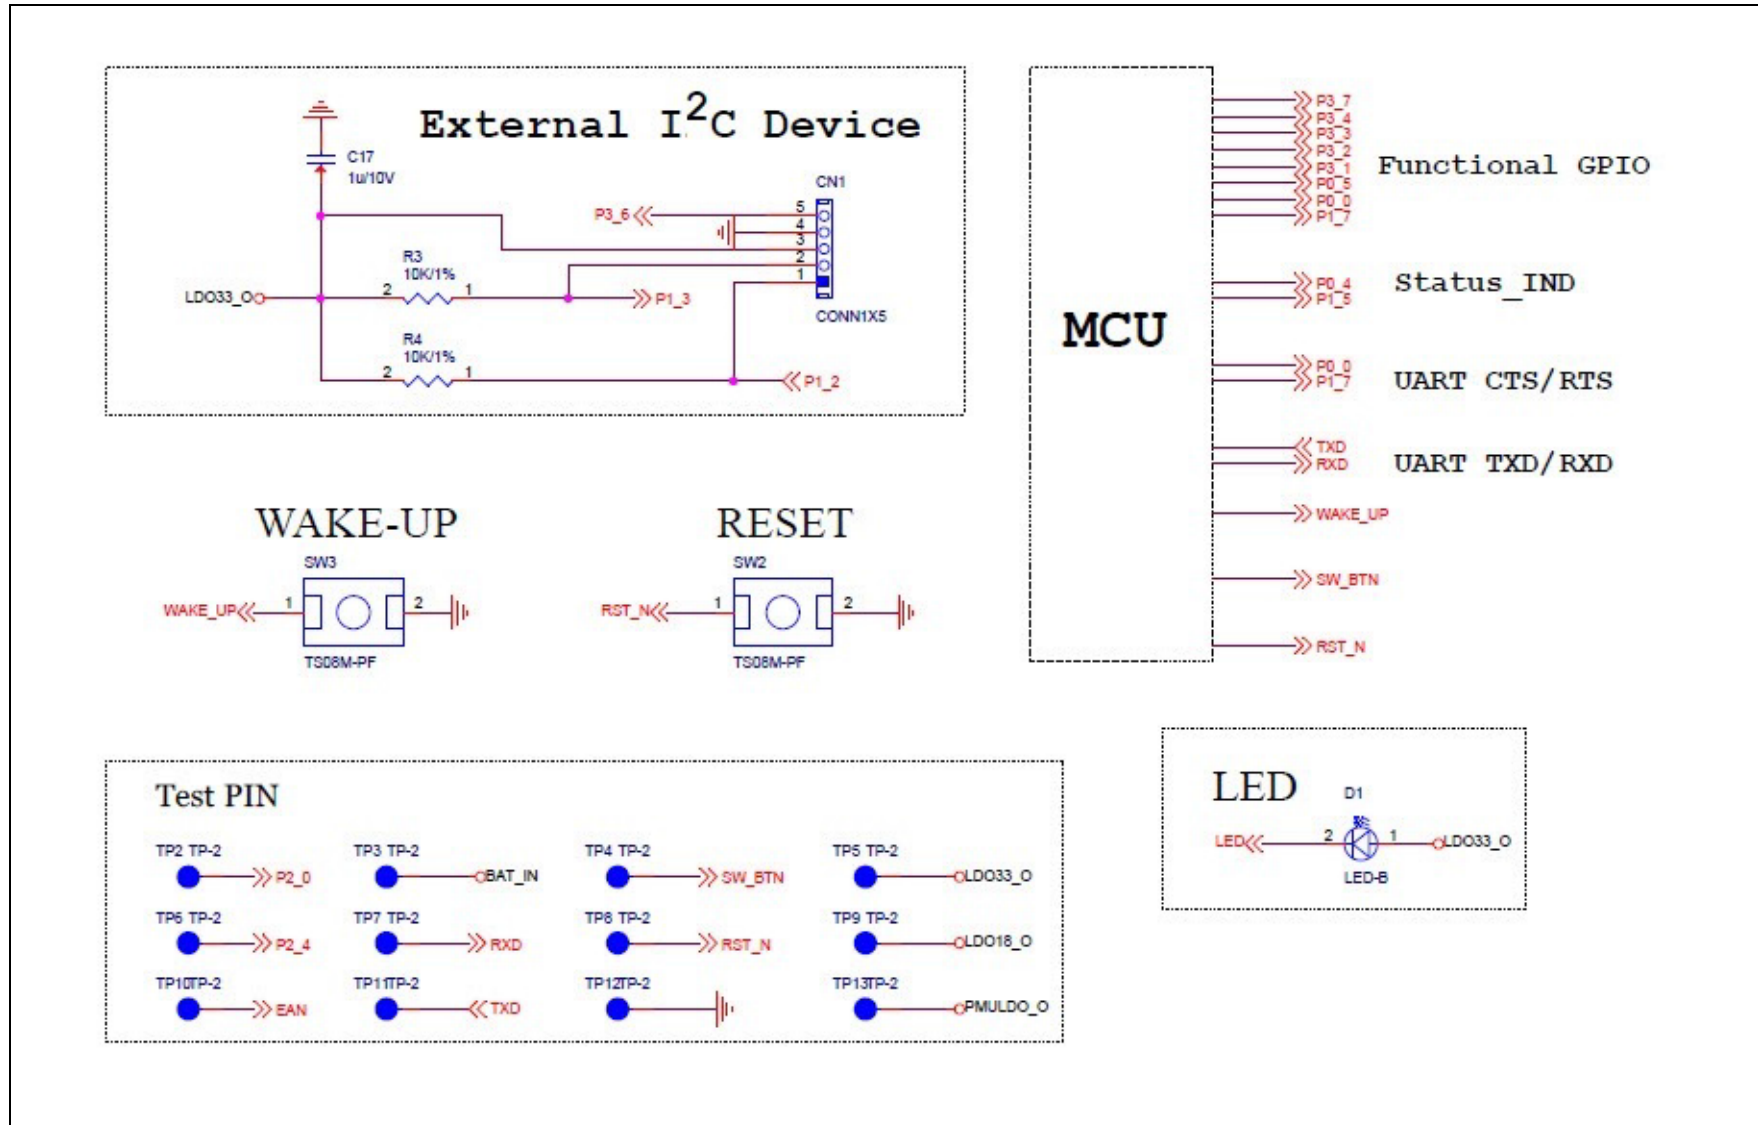 External I²C Device
C17
1u/10V
CN1
P3_6
5
4
3
2
1
R3
10K/1%
2
1
LDO33_O
P1_3
CONN1X5
R4
10K/1%
2
1
P1_2
MCU
P3_7
P3_4
P3_3
P3_2
P3_1
P0_5
P0_0
P1_7
Functional GPIO
P0_4
P1_5
Status_IND
P0_0
P1_7
UART CTS/RTS
TXD
RXD
UART TXD/RXD
WAKE_UP
SW_BTN
RST_N
WAKE-UP
SW3
WAKE_UP
1
2
TS08M-PF
RESET
SW2
RST_N
1
2
TS08M-PF
Test PIN
TP2 TP-2
P2_0
TP3 TP-2
BAT_IN
TP4 TP-2
SW_BTN
TP5 TP-2
LDO33_O
TP6 TP-2
P2_4
TP7 TP-2
RXD
TP8 TP-2
RST_N
TP9 TP-2
LDO18_O
TP10TP-2
EAN
TP11TP-2
TXD
TP12TP-2
TP13TP-2
PMULDO_O
LED
D1
LED
2
1
LDO33_O
LED-B